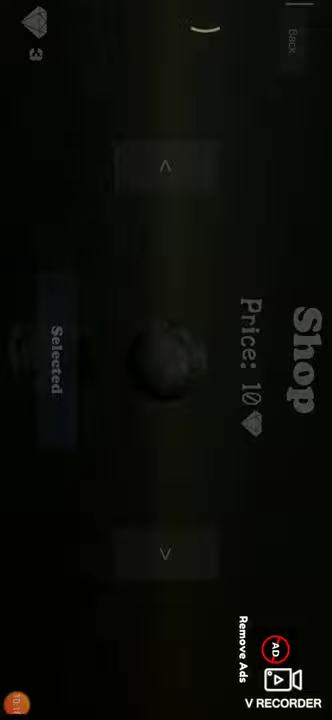 Back
3
Shop
Price: 10
<
>
Selected
Remove Ads
AD
V RECORDER